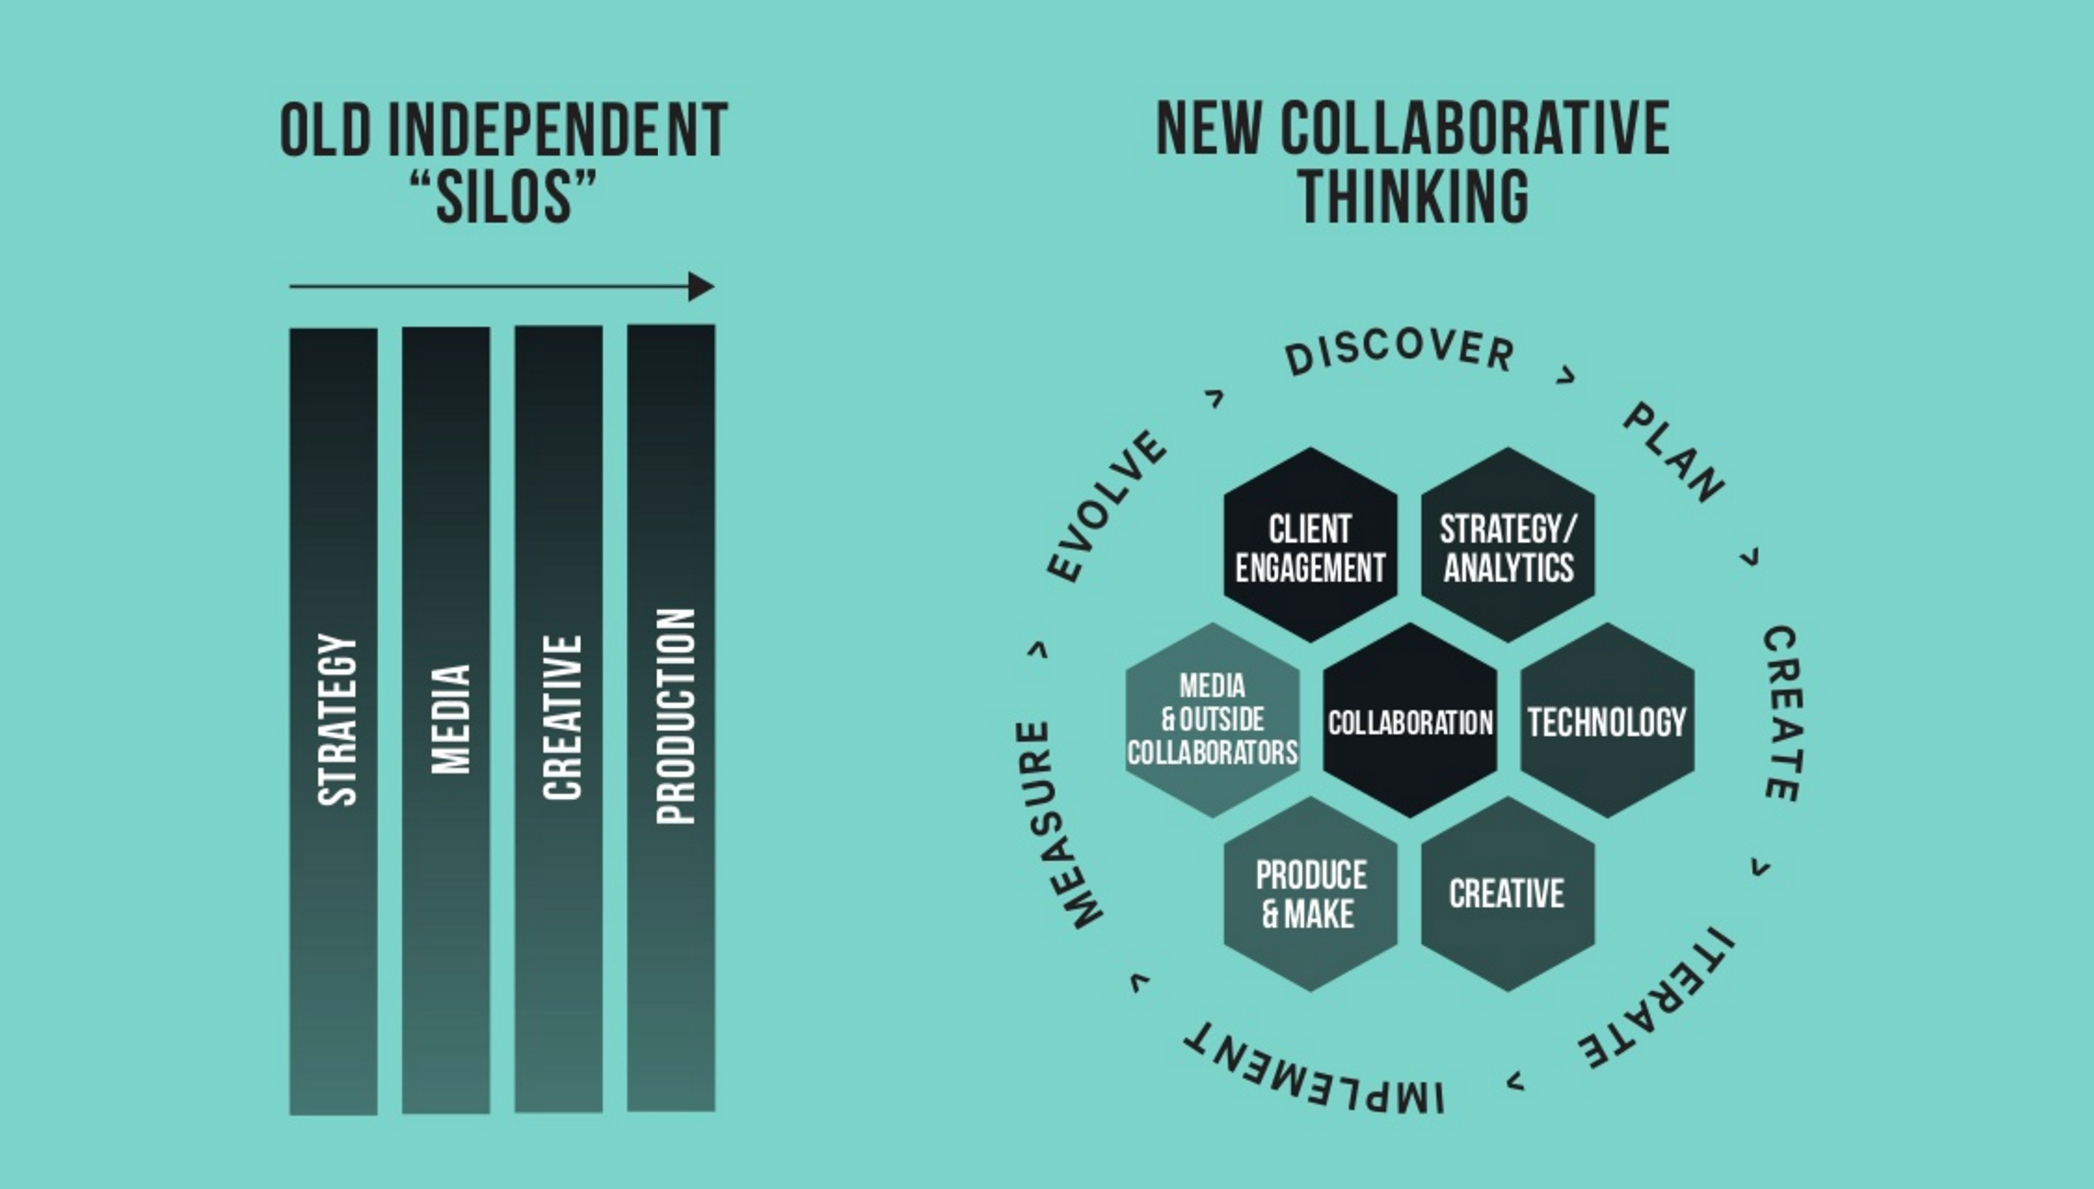 OLD INDEPENDENT
“SILOS”
STRATEGY
MEDIA
CREATIVE
PRODUCTION
NEW COLLABORATIVE
THINKING
DISCOVER >
PLAN >
CREATE >
ITERATE >
IMPLEMENT >
MEASURE >
EVOLVE >
CLIENT
ENGAGEMENT
STRATEGY/
ANALYTICS
MEDIA
& OUTSIDE
COLLABORATORS
COLLABORATION
TECHNOLOGY
PRODUCE
& MAKE
CREATIVE